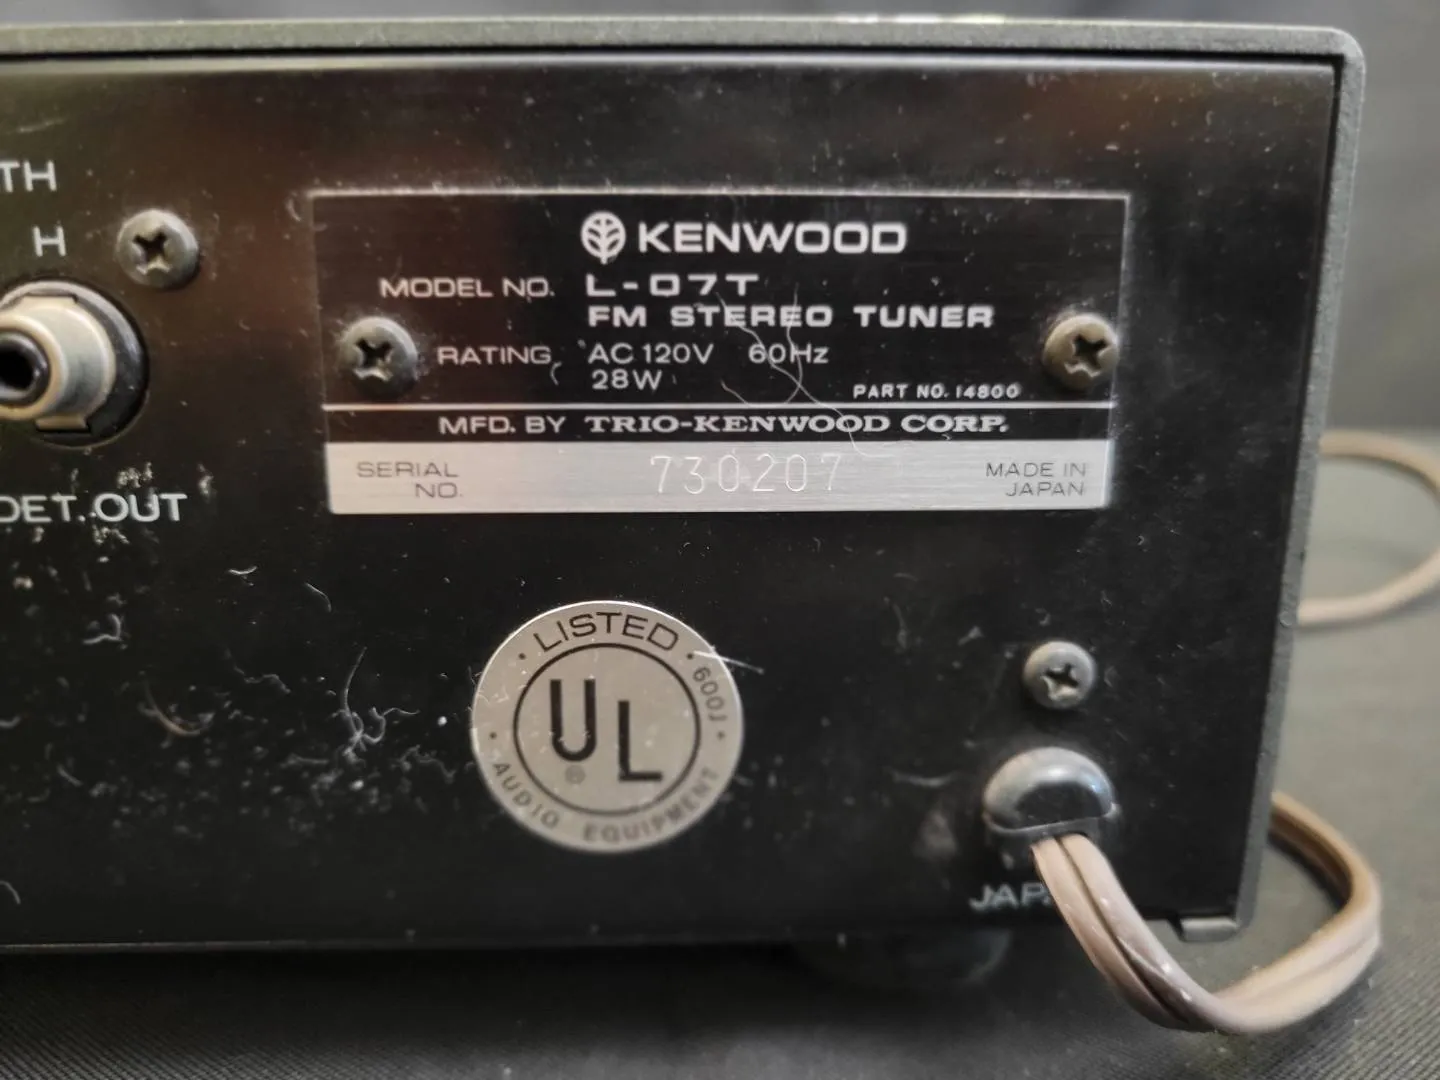 TH
H
DET. OUT
KENWOOD
MODEL NO. L-07T
FM STEREO TUNER
RATING AC 120V 60Hz
28W
PART NO. 14800
MFD. BY TRIO-KENWOOD CORP.
SERIAL NO. 730207 MADE IN JAPAN
· LISTED · 600J ·
UL
®
AUDIO EQUIPMENT